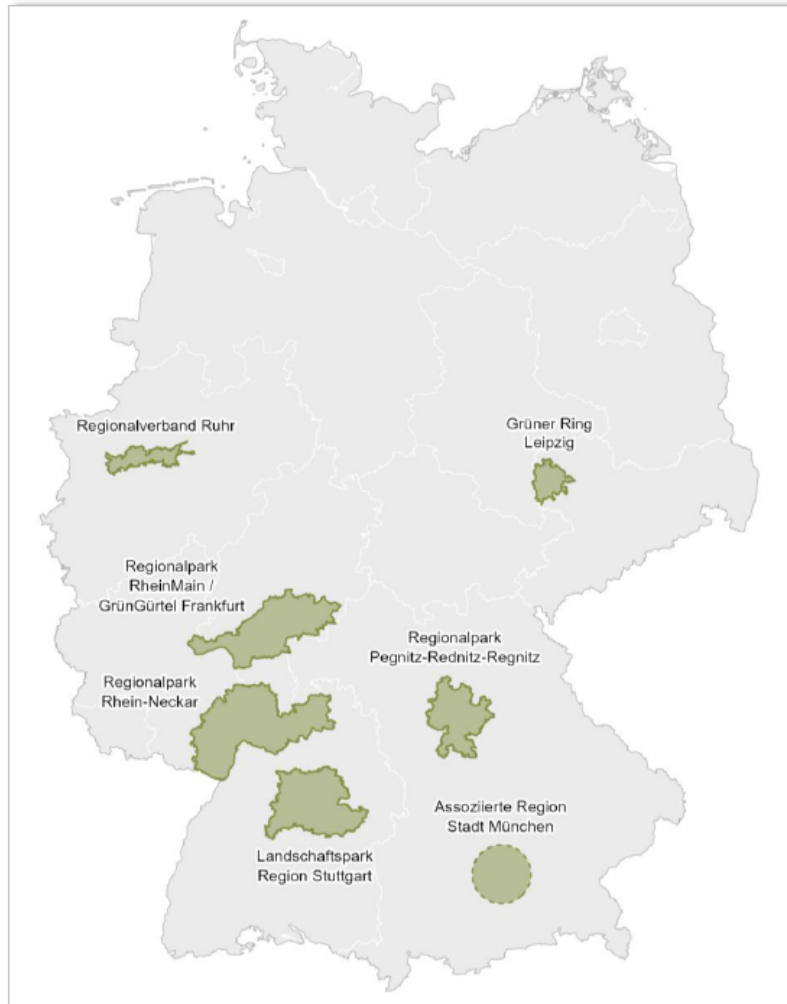 Regionalverband Ruhr
Grüner Ring
Leipzig
Regionalpark
RheinMain /
GrünGürtel Frankfurt
Regionalpark
Pegnitz-Rednitz-Regnitz
Regionalpark
Rhein-Neckar
Assoziierte Region
Stadt München
Landschaftspark
Region Stuttgart